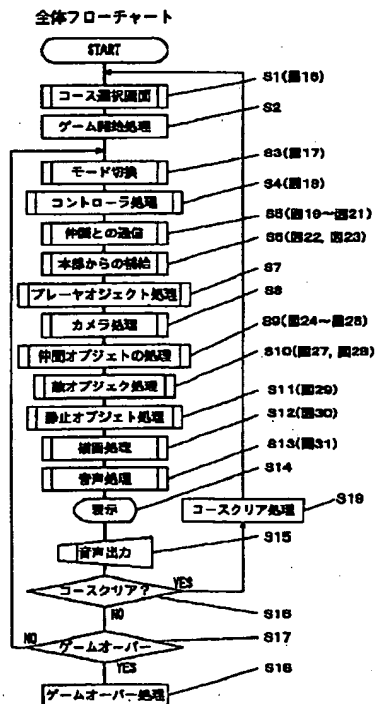 全体フローチャート
START
コース選択画面
S1(図16)
ゲーム開始処理
S2
モード切換
S3(図17)
コントローラ処理
S4(図18)
仲間との通信
S5(図19〜図21)
本部からの補給
S6(図22, 図23)
プレーヤオジェクト処理
S7
カメラ処理
S8
仲間オブジェトの処理
S9(図24〜図26)
敵オブジェク処理
S10(図27, 図28)
静止オブジェト処理
S11(図29)
描画処理
S12(図30)
音声処理
S13(図31)
表示
S14
コースクリア処理
S19
音声出力
S15
コースクリア?
YES
S16
NO
NO
ゲームオーバー
S17
YES
ゲームオーバー処理
S18